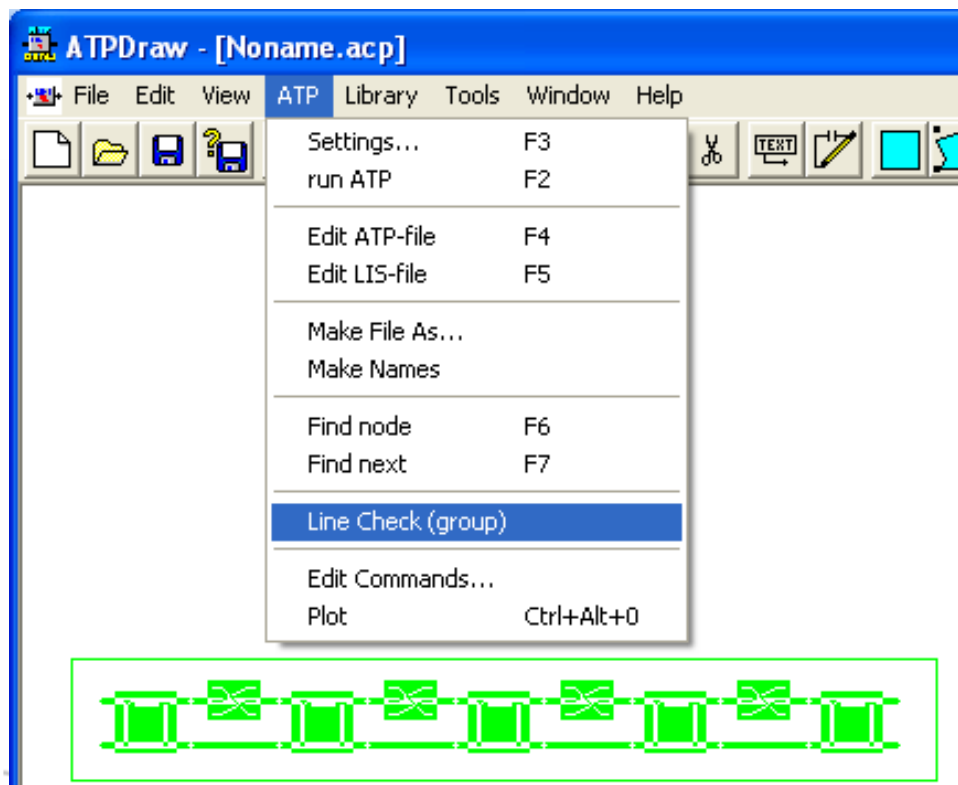 ATPDraw - [Noname.acp]
File Edit View ATP Library Tools Window Help
TEXT
Settings... F3
run ATP F2
Edit ATP-file F4
Edit LIS-file F5
Make File As...
Make Names
Find node F6
Find next F7
Line Check (group)
Edit Commands...
Plot Ctrl+Alt+0